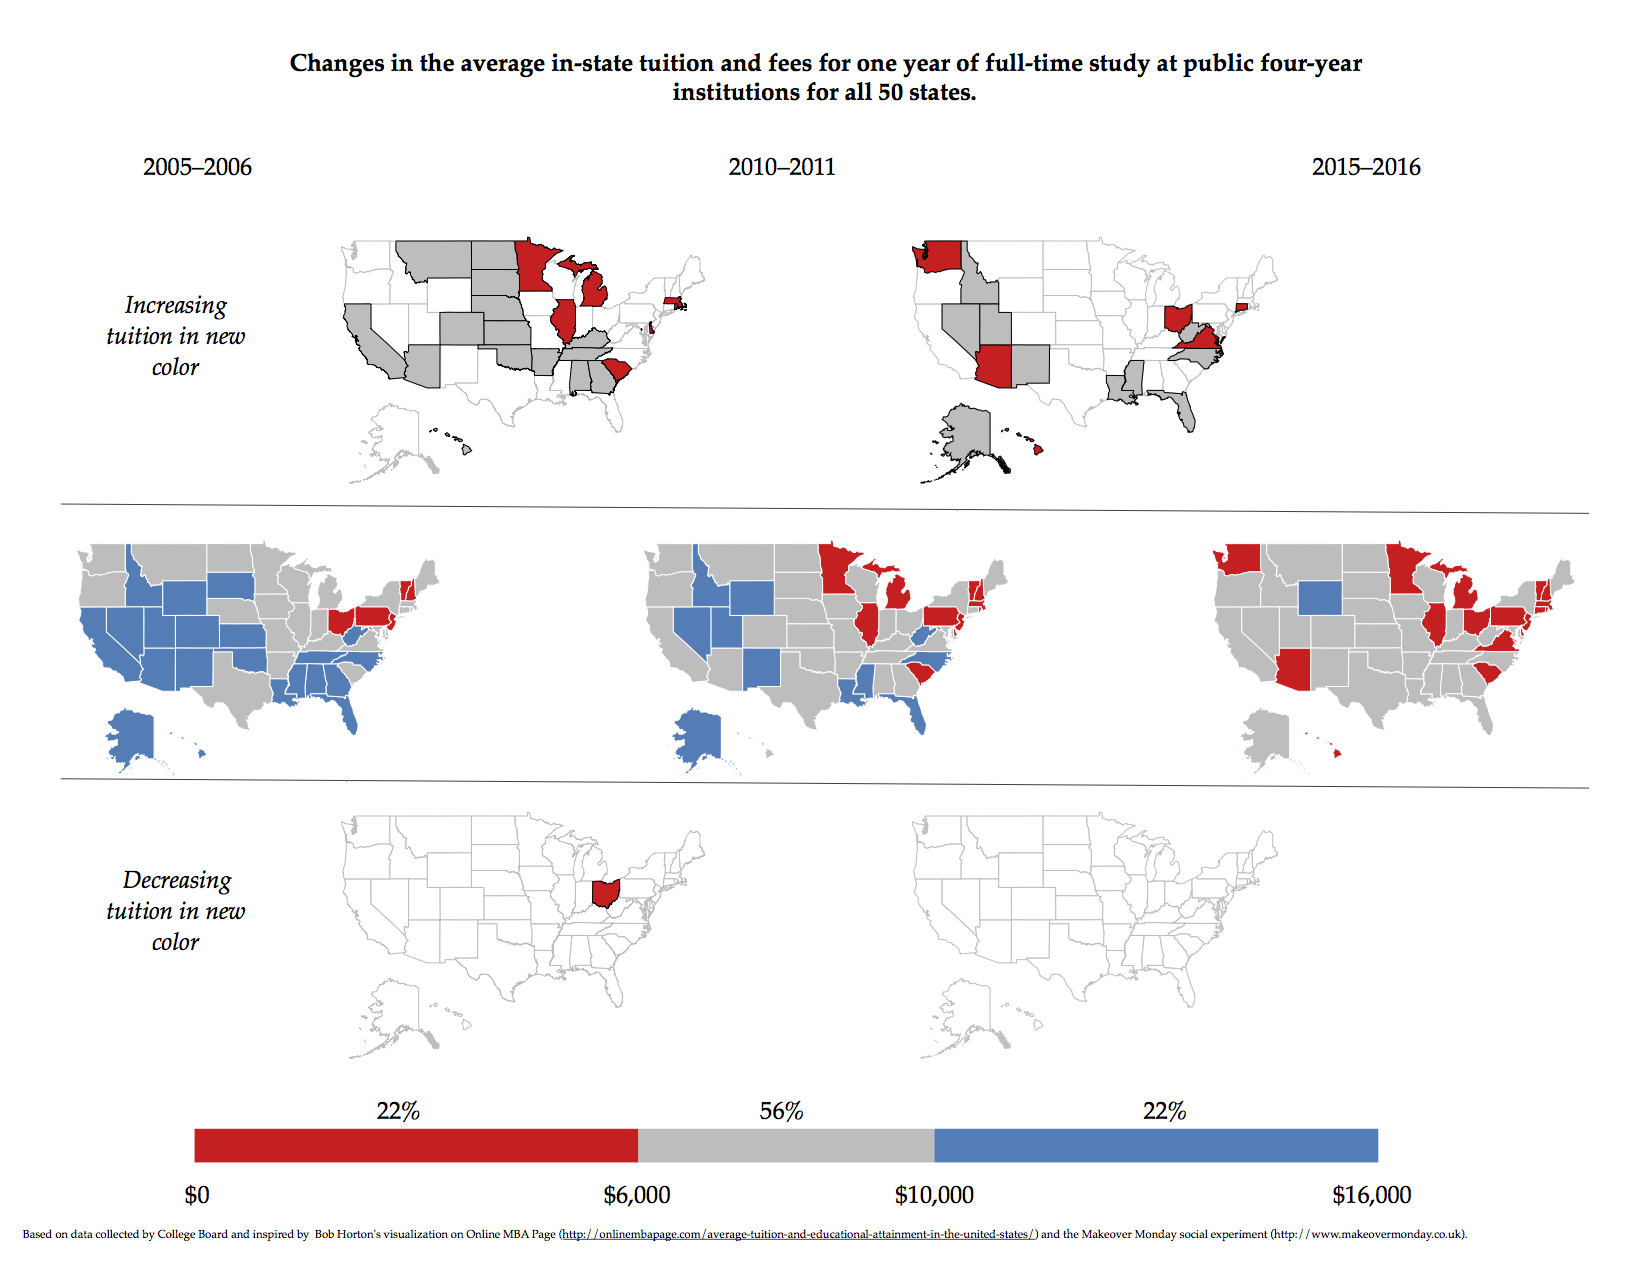 Changes in the average in-state tuition and fees for one year of full-time study at public four-year
institutions for all 50 states.
2005–2006
2010–2011
2015–2016
Increasing
tuition in new
color
Decreasing
tuition in new
color
22%
56%
22%
$0
$6,000
$10,000
$16,000
Based on data collected by College Board and inspired by Bob Horton's visualization on Online MBA Page (http://onlinembapage.com/average-tuition-and-educational-attainment-in-the-united-states/) and the Makeover Monday social experiment (http://www.makeovermonday.co.uk).